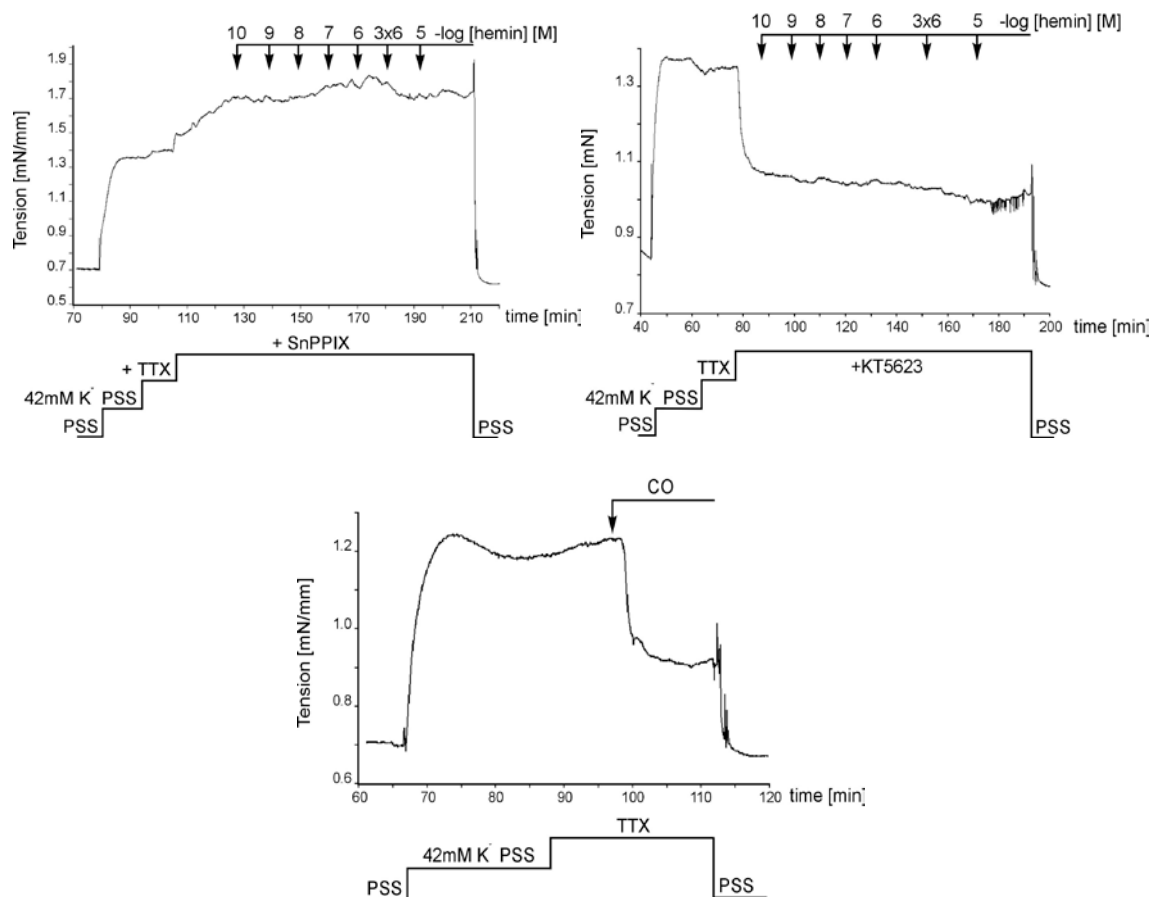 10 9 8 7 6 3x6 5 -log [hemin] [M]
Tension [mN/mm]
1.9
1.7
1.5
1.3
1.1
0.9
0.7
0.5
70 90 110 130 150 170 190 210 time [min]
+ SnPPIX
+ TTX
42mM K+ PSS
PSS
PSS
10 9 8 7 6 3x6 5 -log [hemin] [M]
Tension [mN]
1.3
1.1
0.9
0.7
40 60 80 100 120 140 160 180 200 time [min]
TTX
+KT5623
42mM K+ PSS
PSS
PSS
CO
Tension [mN/mm]
1.2
1.0
0.8
0.6
60 70 80 90 100 110 120 time [min]
TTX
42mM K+ PSS
PSS
PSS